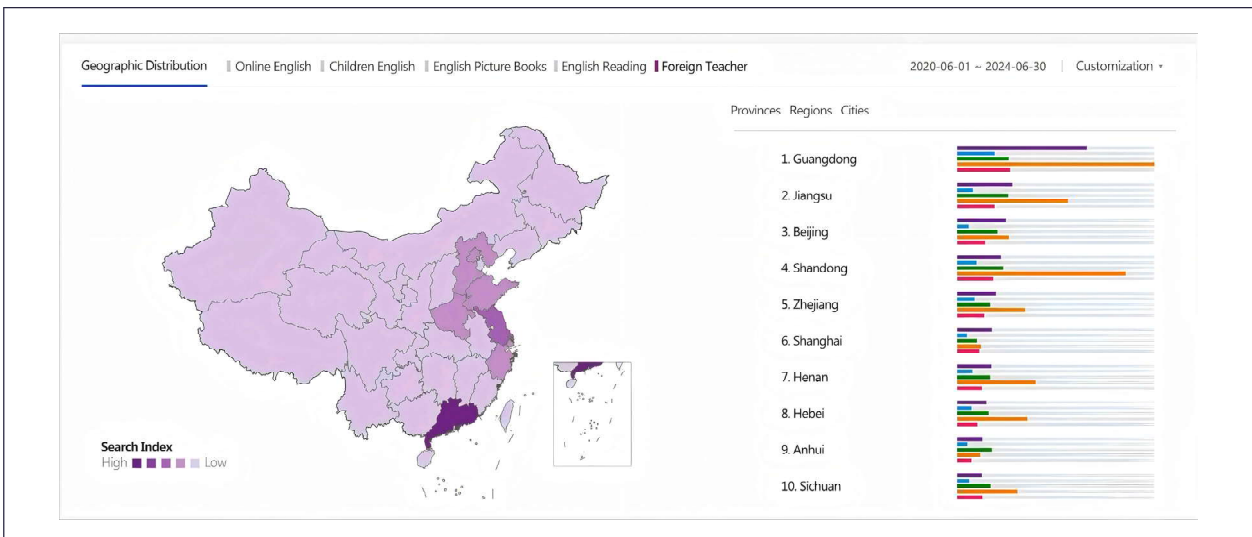 Geographic Distribution Online English Children English English Picture Books English Reading Foreign Teacher 2020-06-01 ~ 2024-06-30 Customization
Provinces Regions Cities
1. Guangdong
2. Jiangsu
3. Beijing
4. Shandong
5. Zhejiang
6. Shanghai
7. Henan
8. Hebei
9. Anhui
10. Sichuan
Search Index
High Low